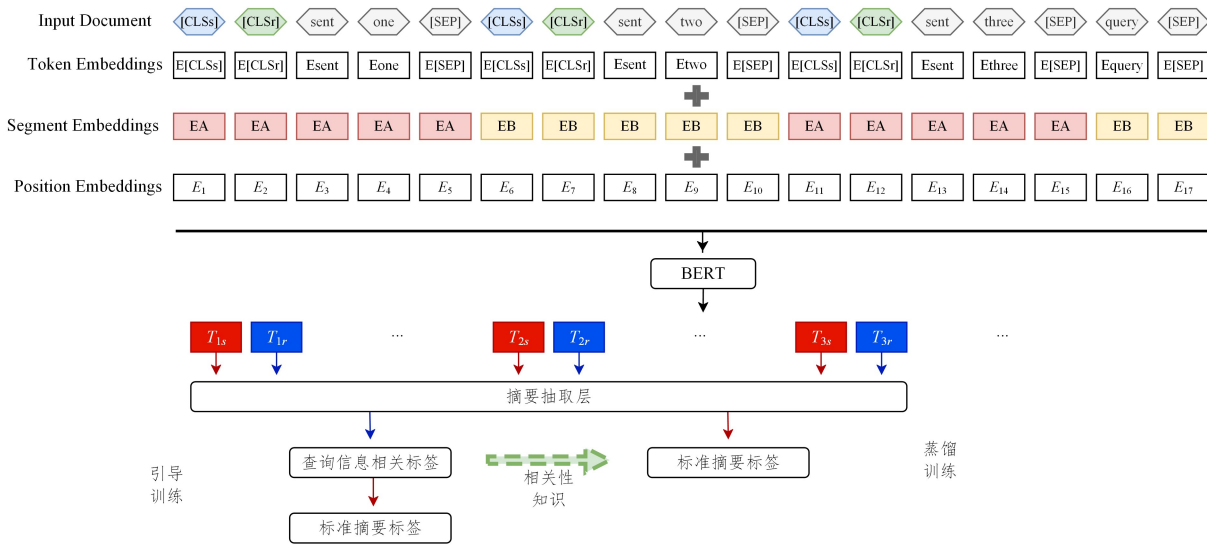 Input Document [CLSs] [CLSr] sent one [SEP] [CLSs] [CLSr] sent two [SEP] [CLSs] [CLSr] sent three [SEP] query [SEP]
Token Embeddings E[CLSs] E[CLSr] Esent Eone E[SEP] E[CLSs] E[CLSr] Esent Etwo E[SEP] E[CLSs] E[CLSr] Esent Ethree E[SEP] Equery E[SEP]
Segment Embeddings EA EA EA EA EA EB EB EB EB EB EA EA EA EA EA EB EB
Position Embeddings E1 E2 E3 E4 E5 E6 E7 E8 E9 E10 E11 E12 E13 E14 E15 E16 E17
BERT
T1s T1r ... T2s T2r ... T3s T3r ...
摘要抽取层
引导
训练
查询信息相关标签
标准摘要标签
相关性
知识
标准摘要标签
蒸馏
训练